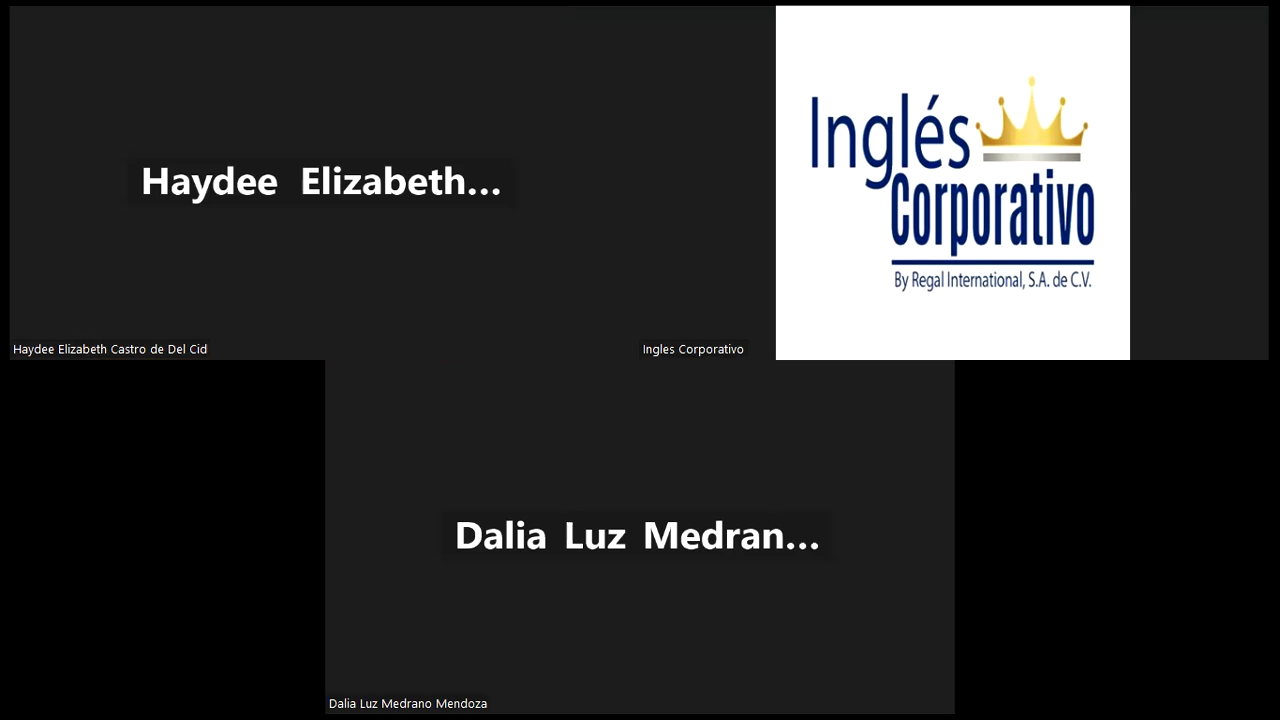 Haydee Elizabeth...
Haydee Elizabeth Castro de Del Cid
Inglés
Corporativo
By Regal International, S.A. de C.V.
Ingles Corporativo
Dalia Luz Medran...
Dalia Luz Medrano Mendoza